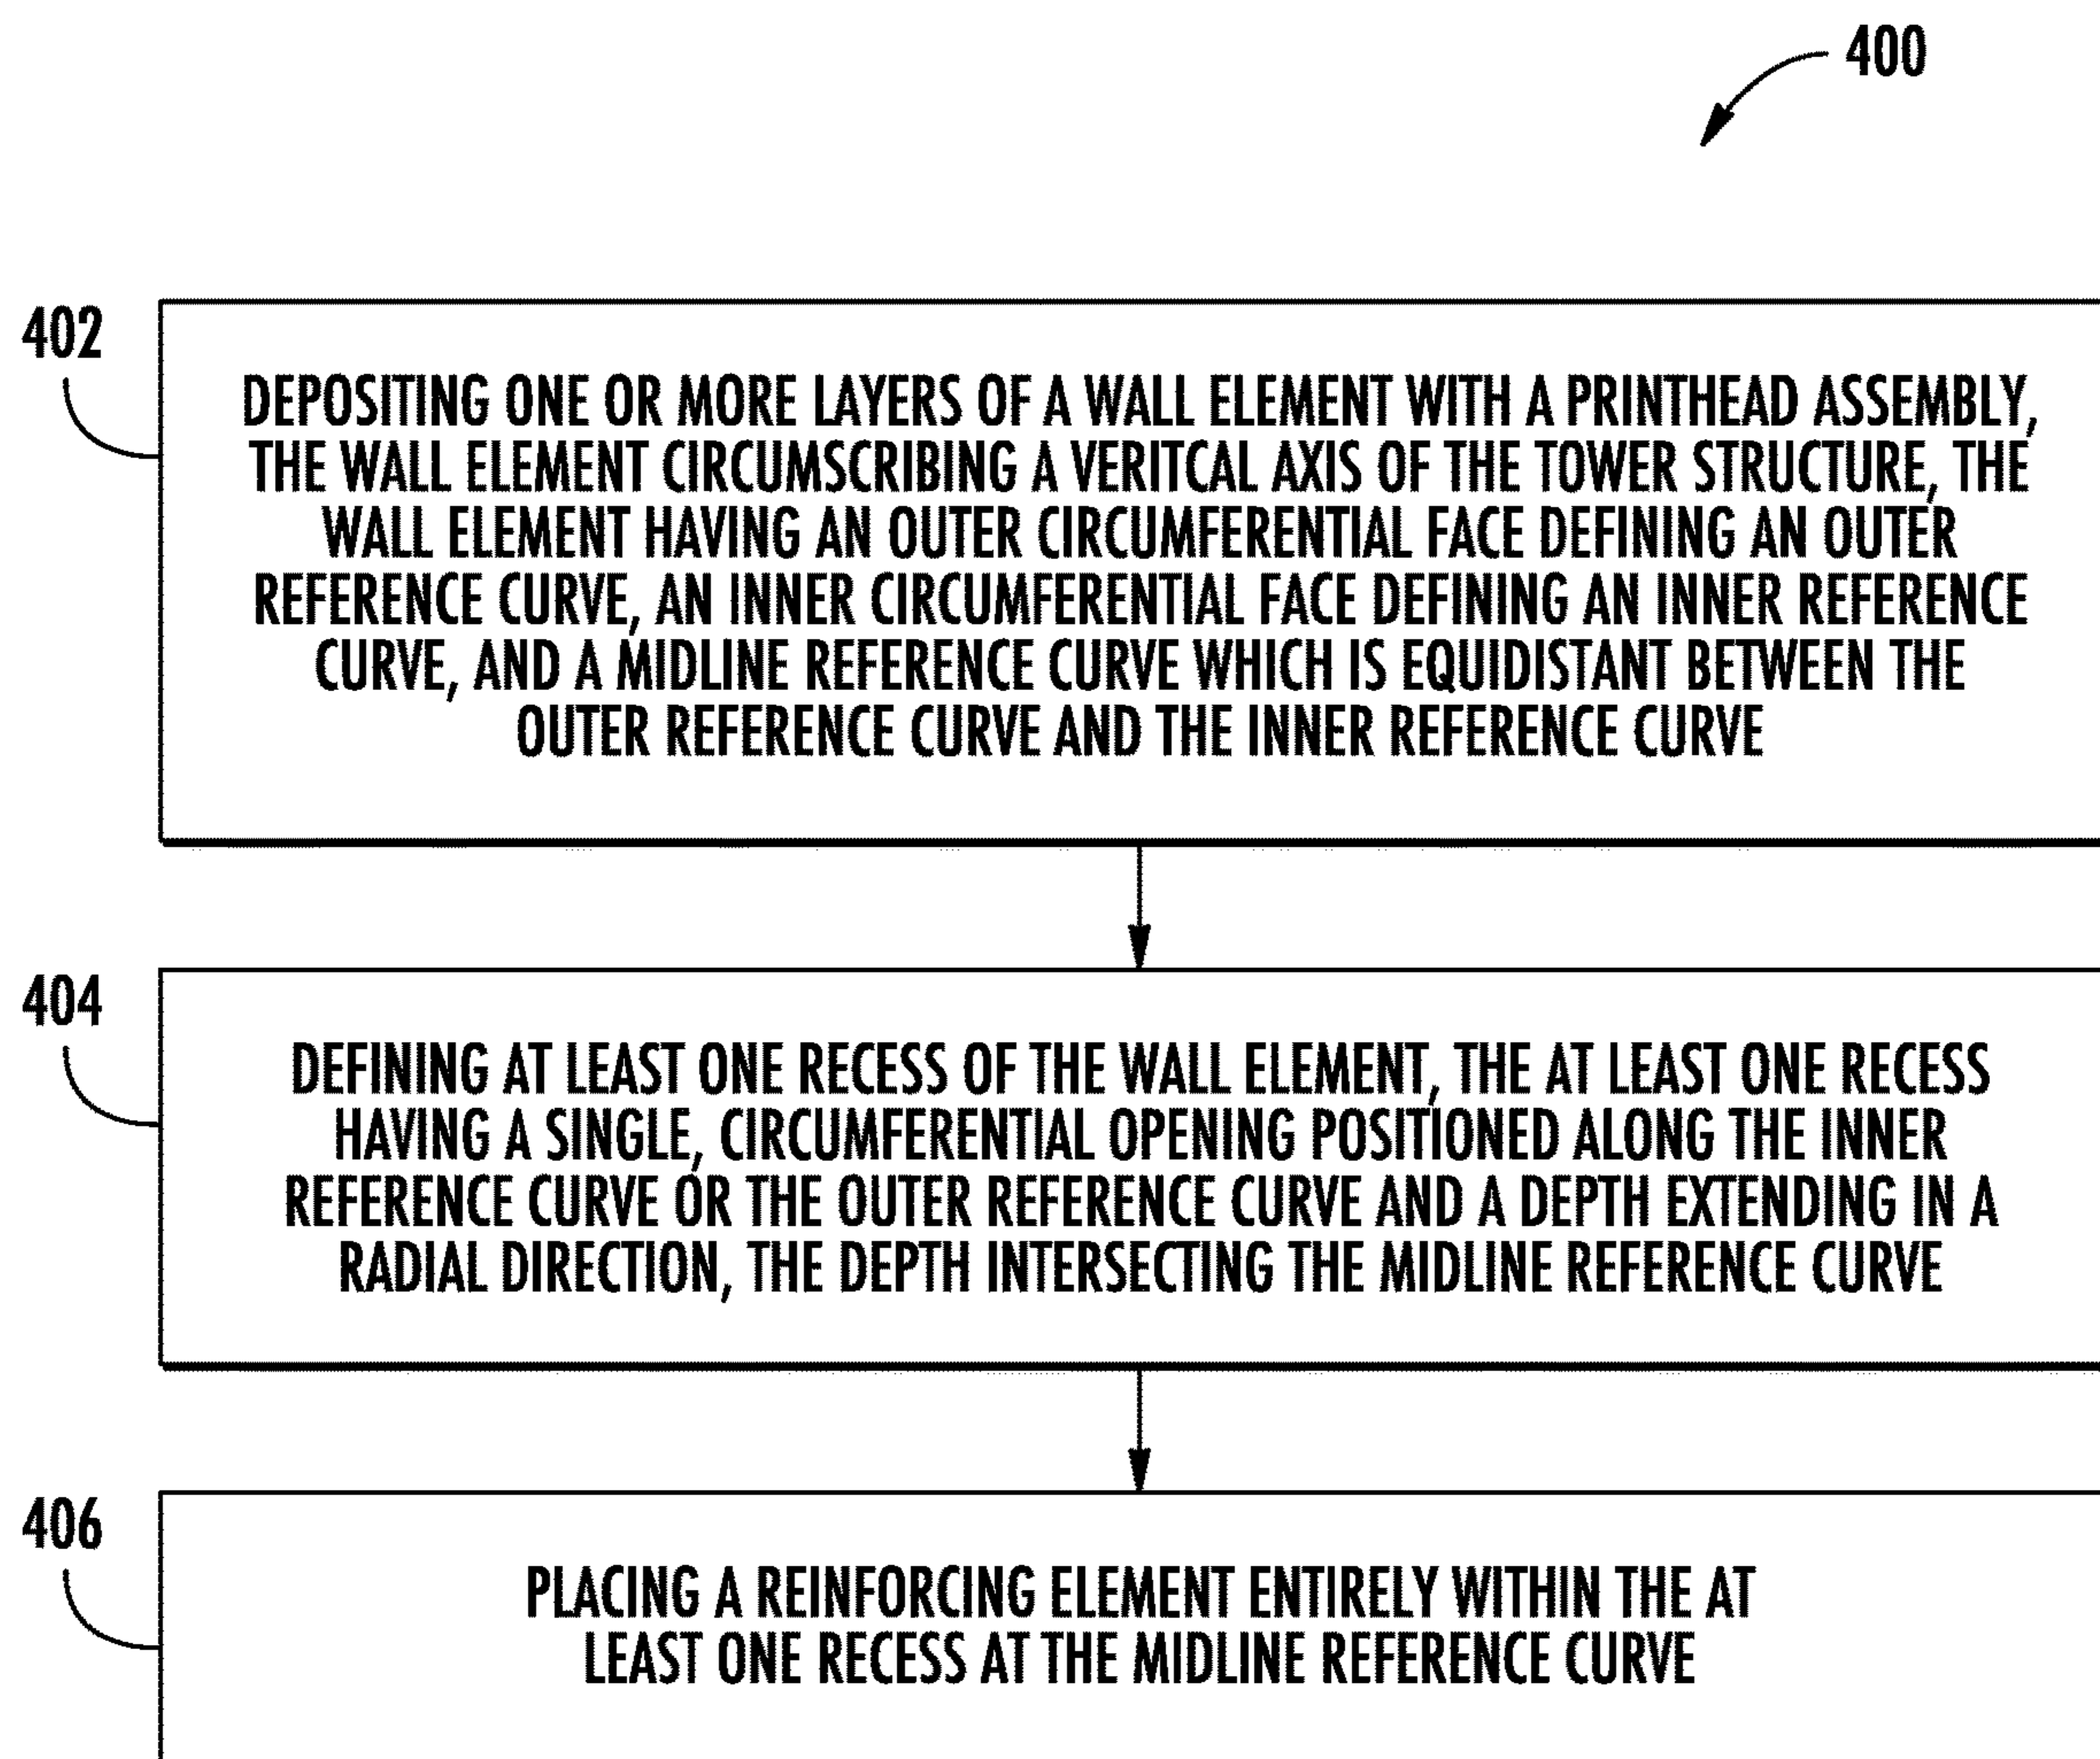 400
402
DEPOSITING ONE OR MORE LAYERS OF A WALL ELEMENT WITH A PRINTHEAD ASSEMBLY,
THE WALL ELEMENT CIRCUMSCRIBING A VERITCAL AXIS OF THE TOWER STRUCTURE, THE
WALL ELEMENT HAVING AN OUTER CIRCUMFERENTIAL FACE DEFINING AN OUTER
REFERENCE CURVE, AN INNER CIRCUMFERENTIAL FACE DEFINING AN INNER REFERENCE
CURVE, AND A MIDLINE REFERENCE CURVE WHICH IS EQUIDISTANT BETWEEN THE
OUTER REFERENCE CURVE AND THE INNER REFERENCE CURVE
404
DEFINING AT LEAST ONE RECESS OF THE WALL ELEMENT, THE AT LEAST ONE RECESS
HAVING A SINGLE, CIRCUMFERENTIAL OPENING POSITIONED ALONG THE INNER
REFERENCE CURVE OR THE OUTER REFERENCE CURVE AND A DEPTH EXTENDING IN A
RADIAL DIRECTION, THE DEPTH INTERSECTING THE MIDLINE REFERENCE CURVE
406
PLACING A REINFORCING ELEMENT ENTIRELY WITHIN THE AT
LEAST ONE RECESS AT THE MIDLINE REFERENCE CURVE